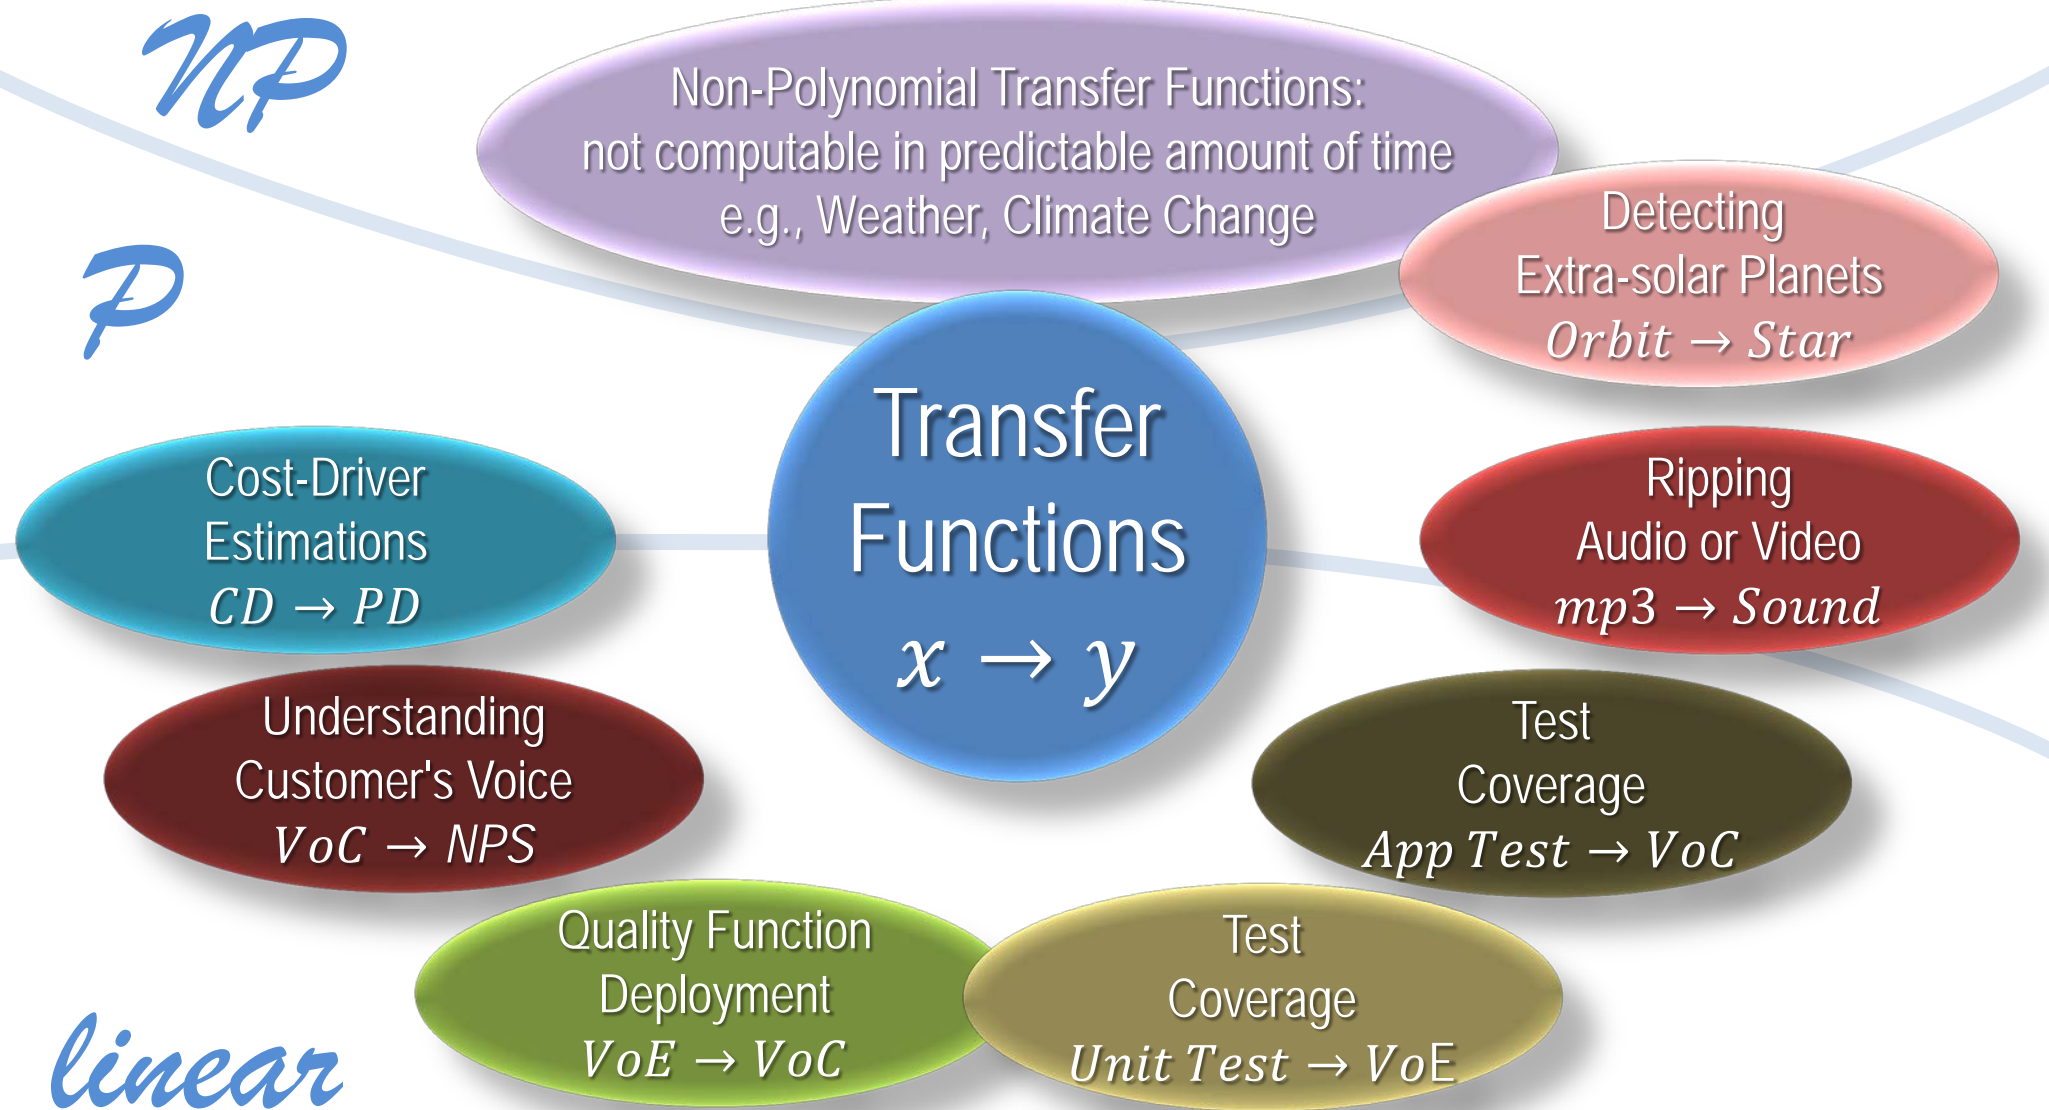 NP
Non-Polynomial Transfer Functions:
not computable in predictable amount of time
e.g., Weather, Climate Change
Detecting
Extra-solar Planets
Orbit → Star
P
Transfer
Functions
x → y
Cost-Driver
Estimations
CD → PD
Ripping
Audio or Video
mp3 → Sound
Understanding
Customer's Voice
VoC → NPS
Test
Coverage
App Test → VoC
Quality Function
Deployment
VoE → VoC
Test
Coverage
Unit Test → VoE
linear